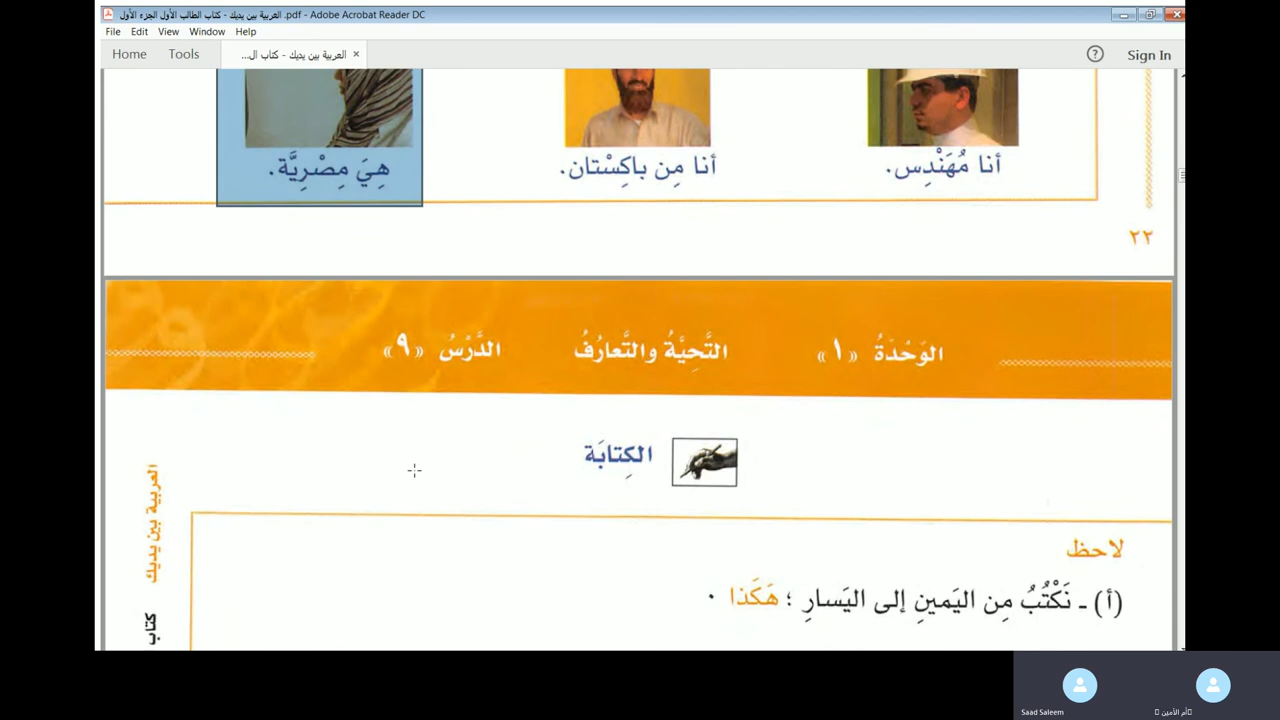 العربية بين يديك - كتاب الطالب الأول الجزء الأول.pdf - Adobe Acrobat Reader DC
File Edit View Window Help
Home Tools العربية بين يديك - كتاب ال... × Sign In
أنا مُهَنْدِس. أنا مِن باكِسْتان. هِيَ مِصْرِيَّة.
٢٢
الوَحْدَةُ «١» التَّحِيَّةُ والتَّعارُفُ الدَّرْسُ «٩»
الكِتابَة
لاحظ
(أ) ـ نَكْتُبُ مِن اليَمينِ إلى اليَسارِ ؛ هَكَذا
العربية بين يديك
كتاب
Saad Saleem
أم الأمين